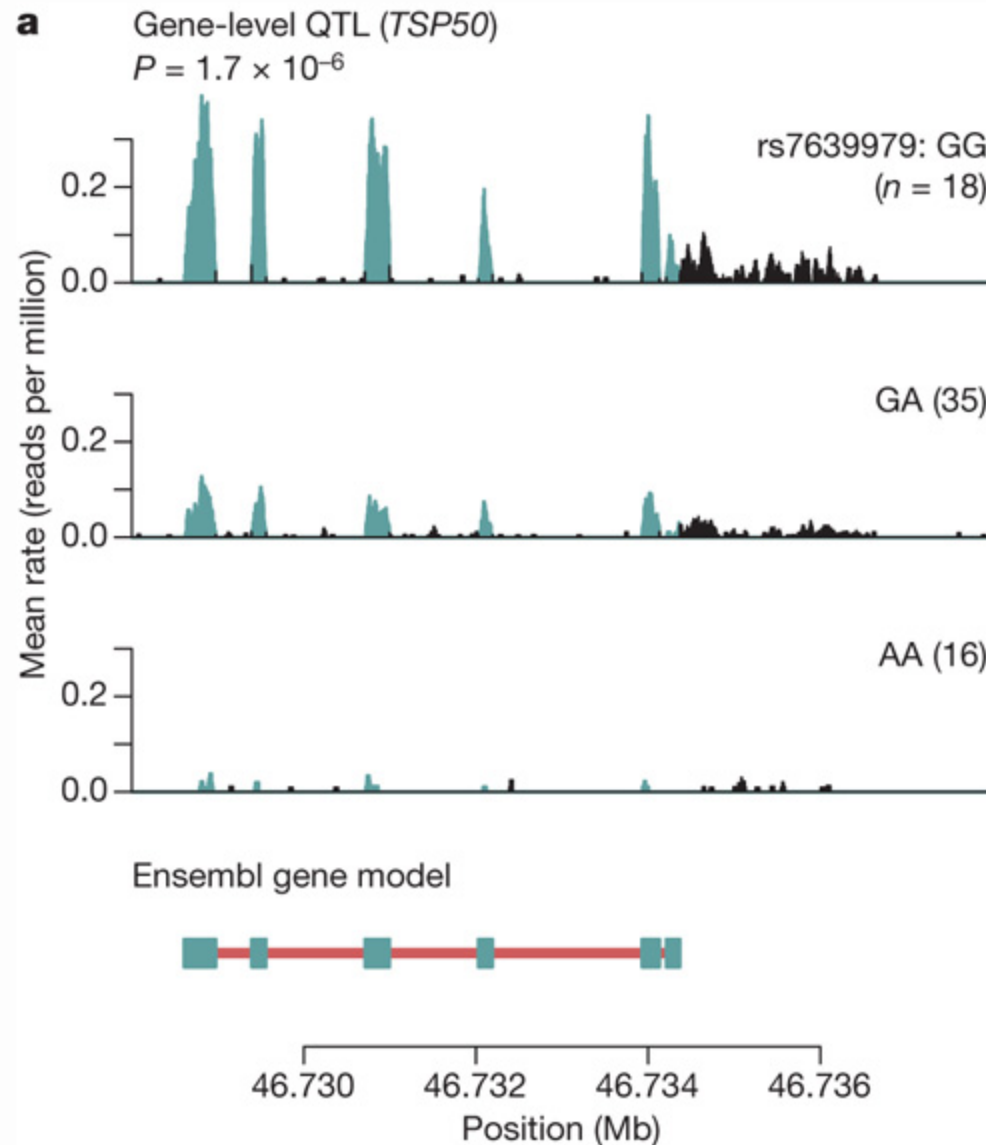 a
Gene-level QTL (TSP50)
P = 1.7 × 10⁻⁶
Mean rate (reads per million)
rs7639979: GG
(n = 18)
0.2
0.0
GA (35)
0.2
0.0
AA (16)
0.2
0.0
Ensembl gene model
46.730 46.732 46.734 46.736
Position (Mb)